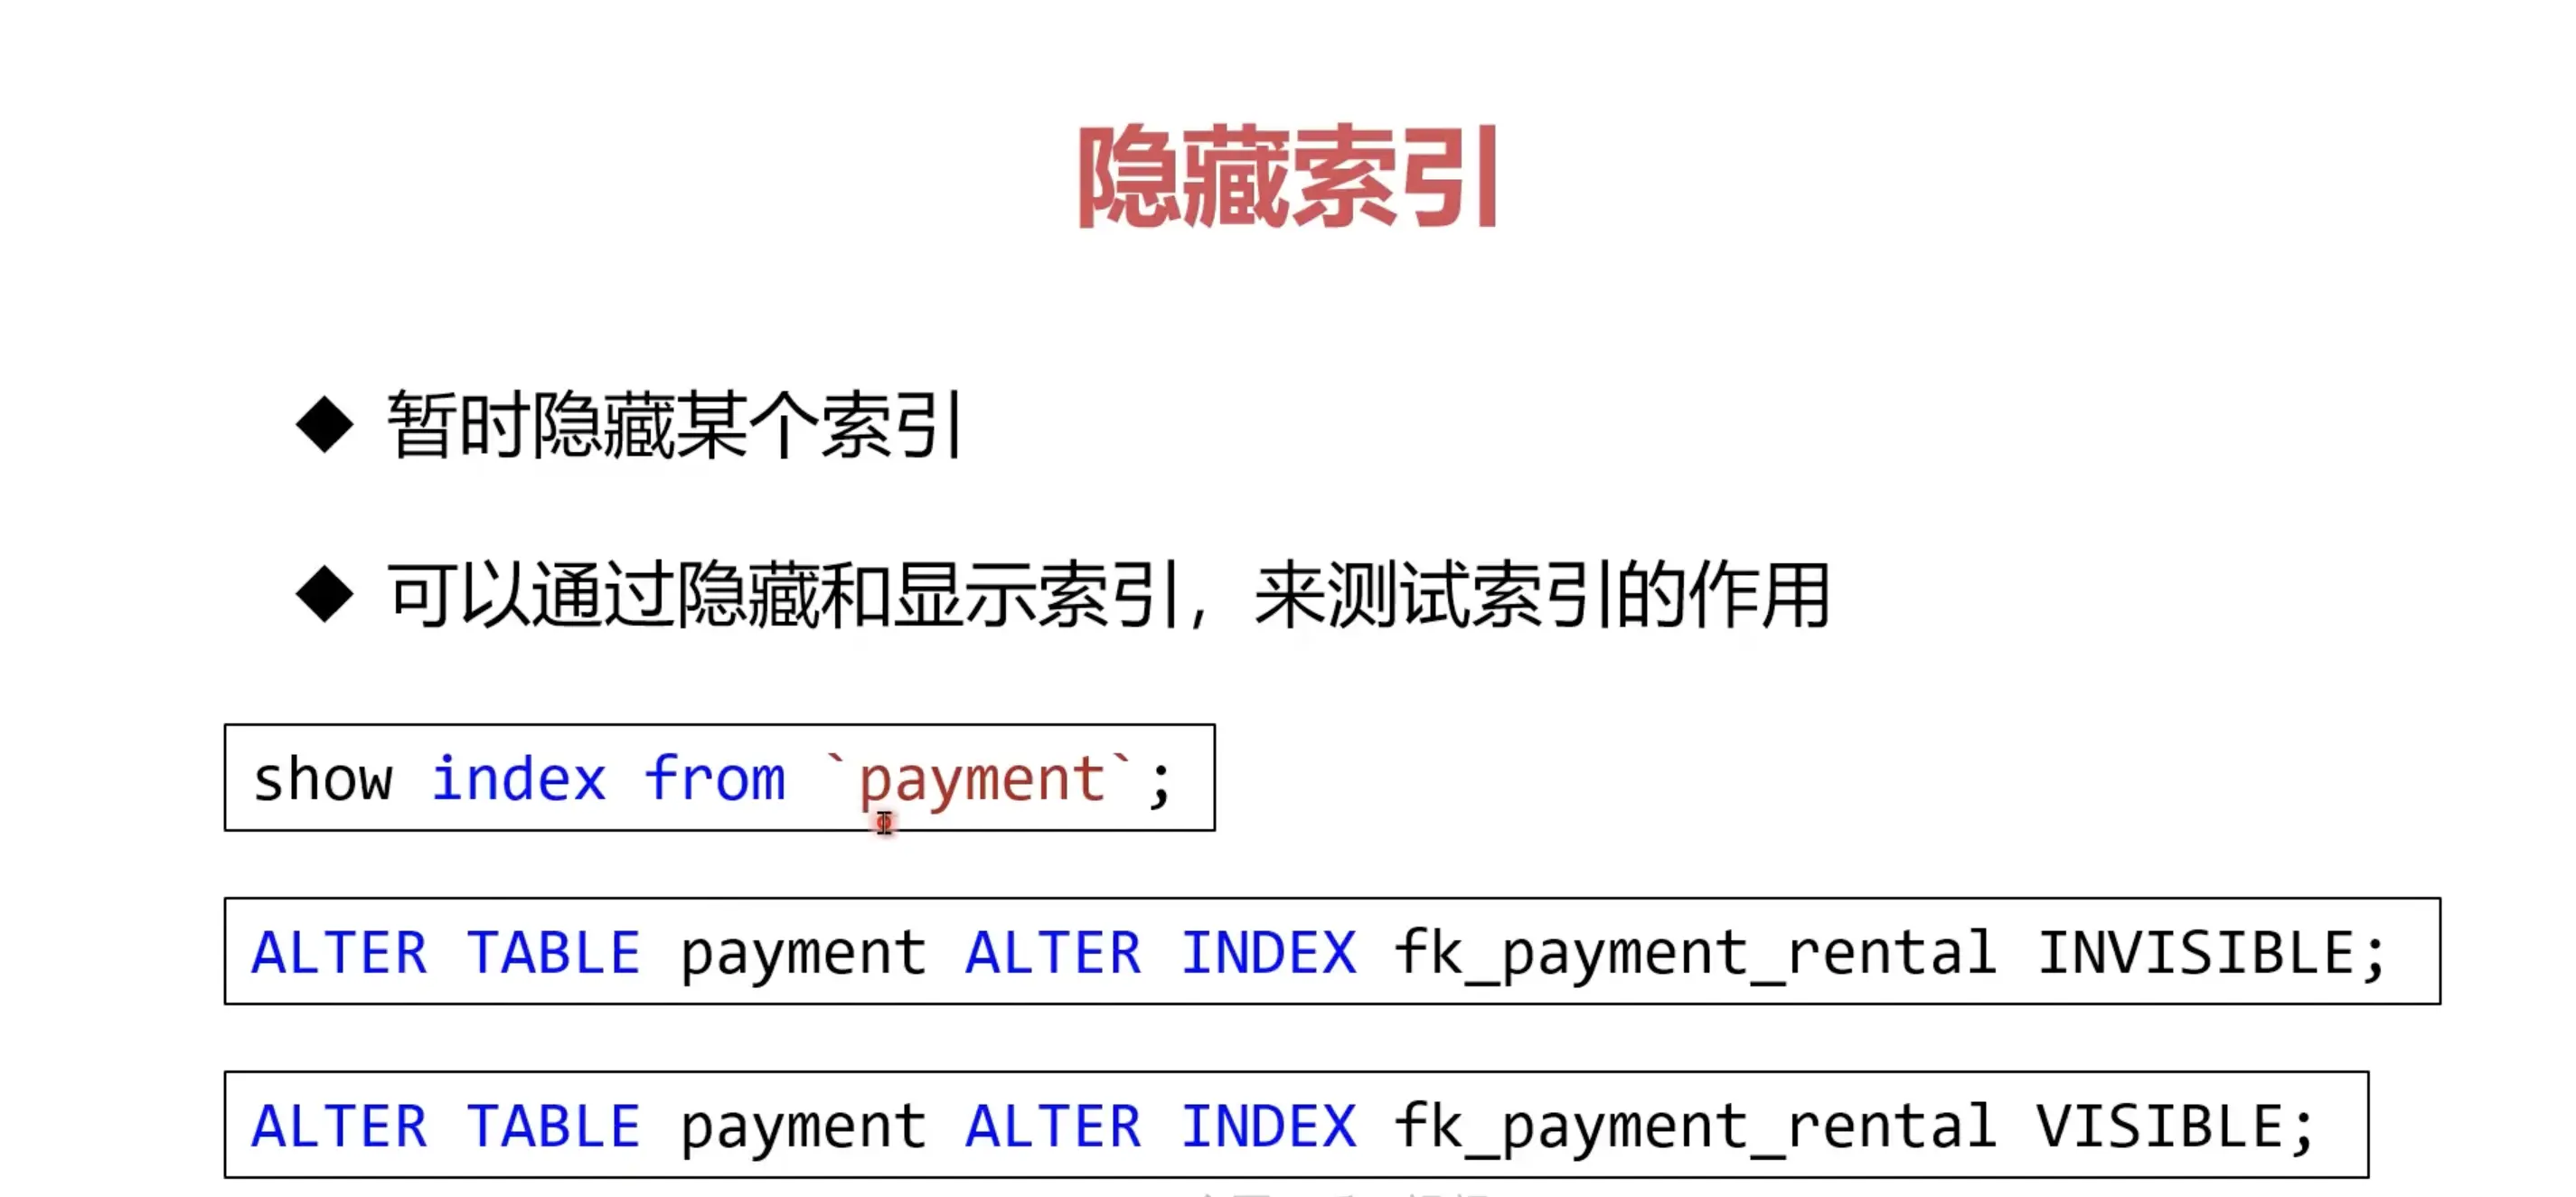 隐藏索引
◆ 暂时隐藏某个索引
◆ 可以通过隐藏和显示索引，来测试索引的作用
show index from `payment`;
ALTER TABLE payment ALTER INDEX fk_payment_rental INVISIBLE;
ALTER TABLE payment ALTER INDEX fk_payment_rental VISIBLE;